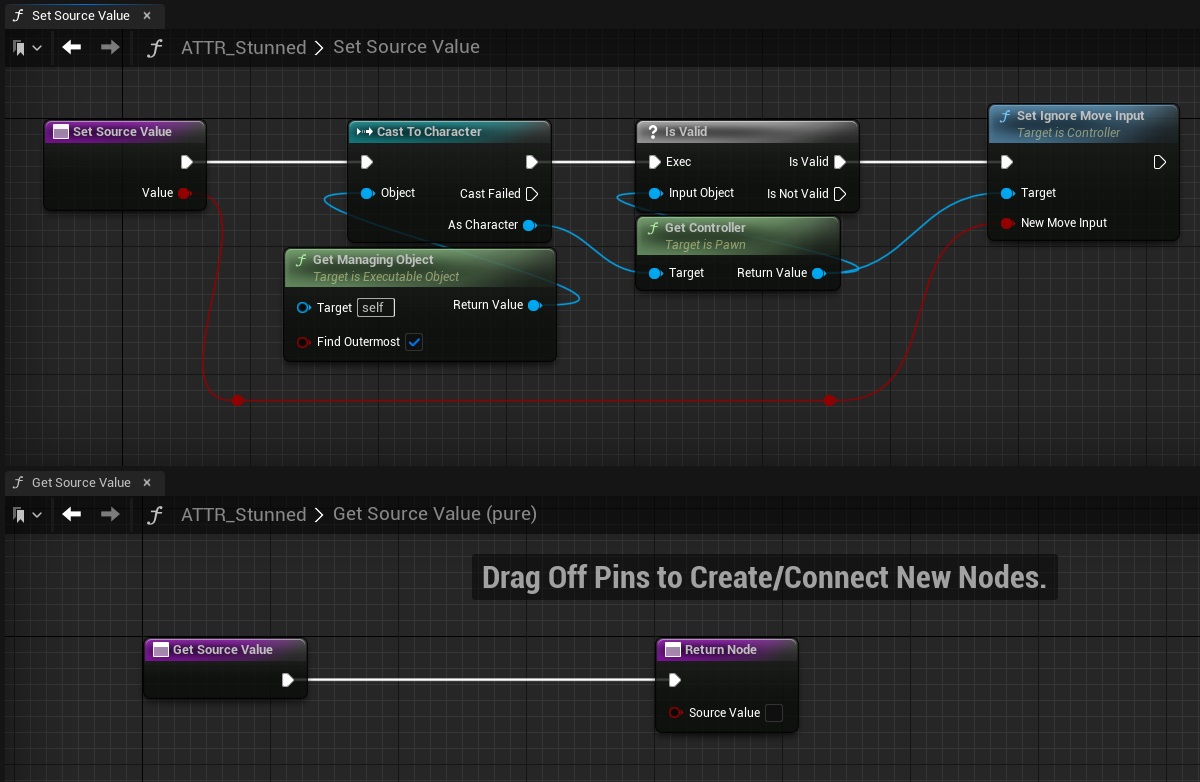 Set Source Value
ATTR_Stunned > Set Source Value
Set Source Value
Value
Cast To Character
Object
Cast Failed
As Character
Get Managing Object
Target is Executable Object
Target self
Return Value
Find Outermost
? Is Valid
Exec
Is Valid
Input Object
Is Not Valid
Get Controller
Target is Pawn
Target
Return Value
Set Ignore Move Input
Target is Controller
Target
New Move Input
Get Source Value
ATTR_Stunned > Get Source Value (pure)
Drag Off Pins to Create/Connect New Nodes.
Get Source Value
Return Node
Source Value